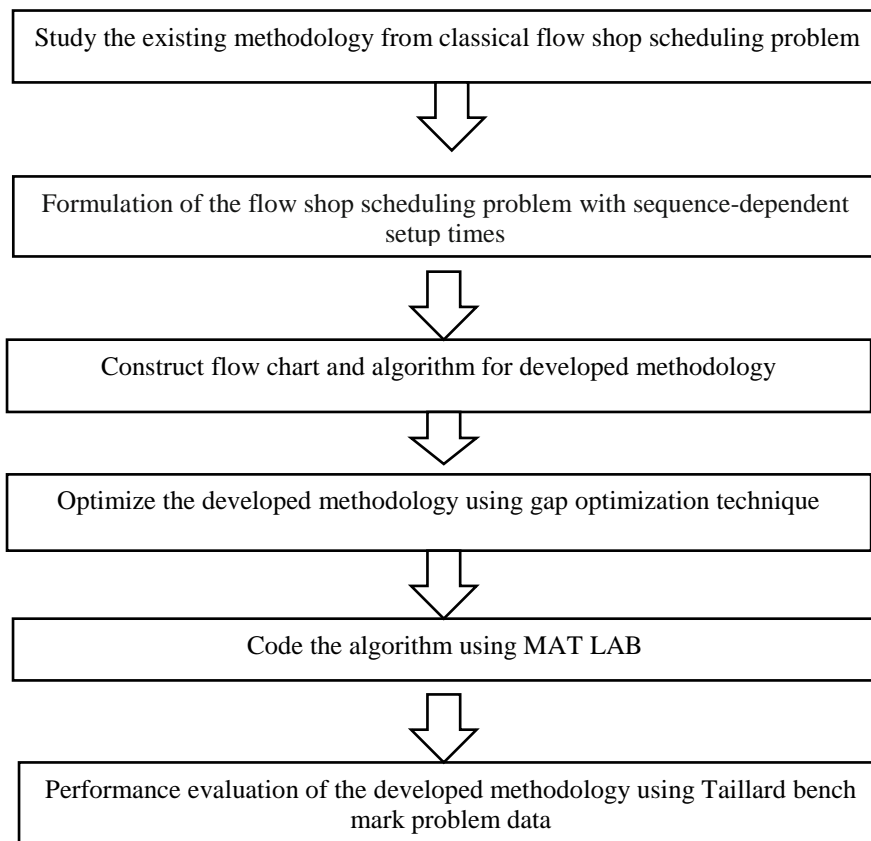 Study the existing methodology from classical flow shop scheduling problem
Formulation of the flow shop scheduling problem with sequence-dependent
setup times
Construct flow chart and algorithm for developed methodology
Optimize the developed methodology using gap optimization technique
Code the algorithm using MAT LAB
Performance evaluation of the developed methodology using Taillard bench
mark problem data